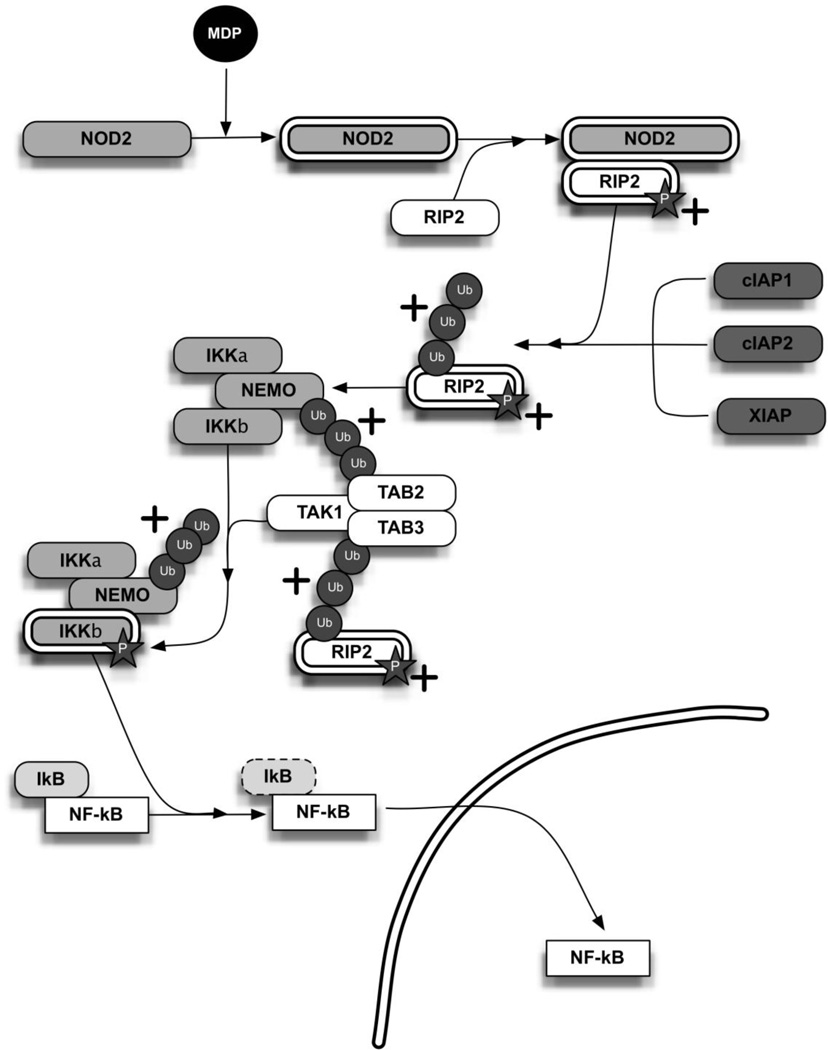 MDP
NOD2
NOD2
NOD2
RIP2
P
+
RIP2
cIAP1
Ub
+
Ub
cIAP2
Ub
IKKa
RIP2
P
+
NEMO
XIAP
Ub
+
IKKb
Ub
Ub
TAB2
TAK1
TAB3
+
Ub
Ub
Ub
IKKa
Ub
NEMO
+
Ub
Ub
IKKb
P
RIP2
P
+
IkB
NF-kB
IkB
NF-kB
NF-kB